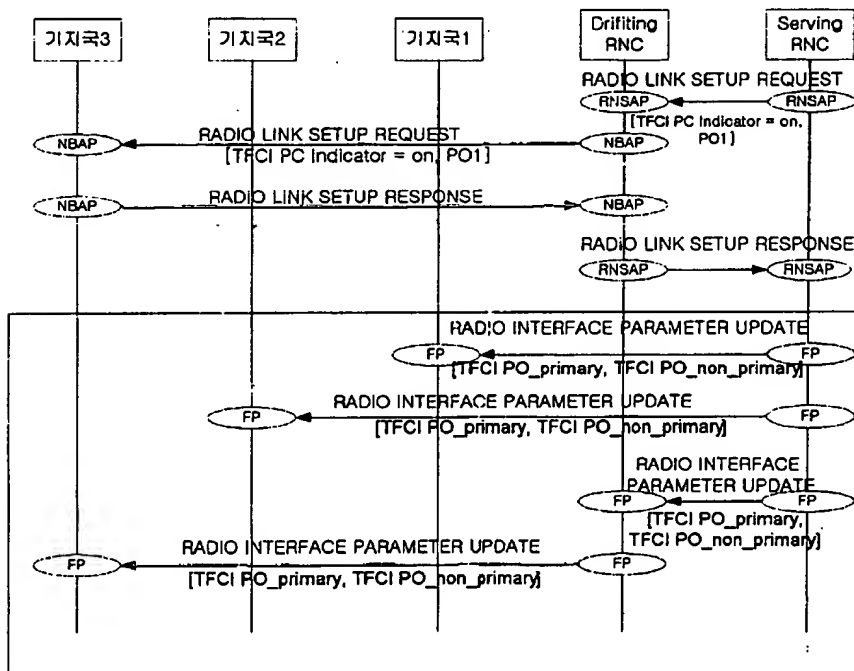 기지국3
기지국2
기지국1
Drifiting
RNC
Serving
RNC
RADIO LINK SETUP REQUEST
RNSAP
RNSAP
[TFCI PC Indicator = on,
PO1]
RADIO LINK SETUP REQUEST
NBAP
NBAP
[TFCI PC Indicator = on, PO1]
RADIO LINK SETUP RESPONSE
NBAP
NBAP
RADIO LINK SETUP RESPONSE
RNSAP
RNSAP
RADIO INTERFACE PARAMETER UPDATE
FP
FP
[TFCI PO_primary, TFCI PO_non_primary]
RADIO INTERFACE PARAMETER UPDATE
FP
FP
[TFCI PO_primary, TFCI PO_non_primary]
RADIO INTERFACE
PARAMETER UPDATE
FP
FP
[TFCI PO_primary,
TFCI PO_non_primary]
RADIO INTERFACE PARAMETER UPDATE
FP
FP
[TFCI PO_primary, TFCI PO_non_primary]